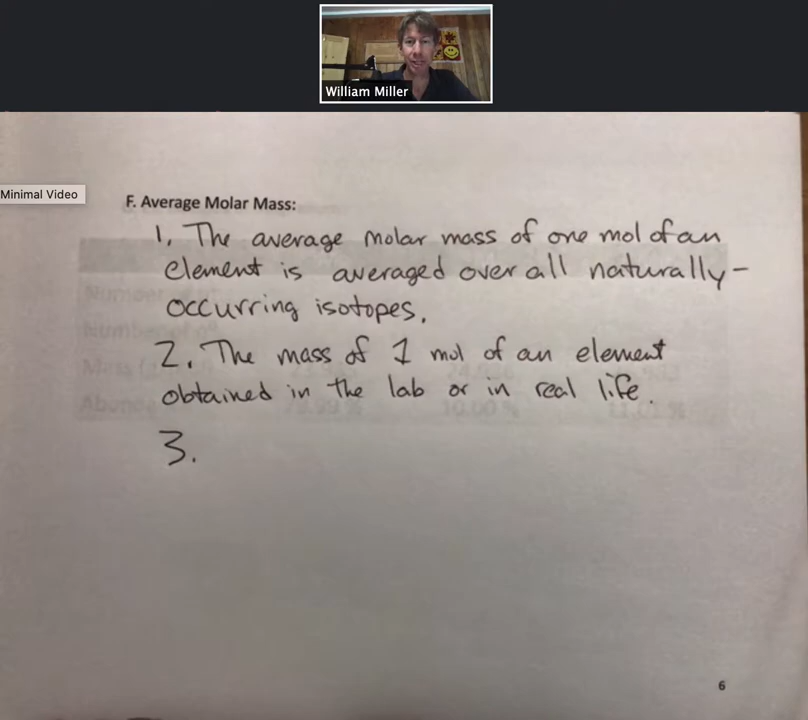 William Miller
Minimal Video
F. Average Molar Mass:
1. The average molar mass of one mol of an
element is averaged over all naturally-
occurring isotopes.
2. The mass of 1 mol of an element
obtained in the lab or in real life.
3.
6